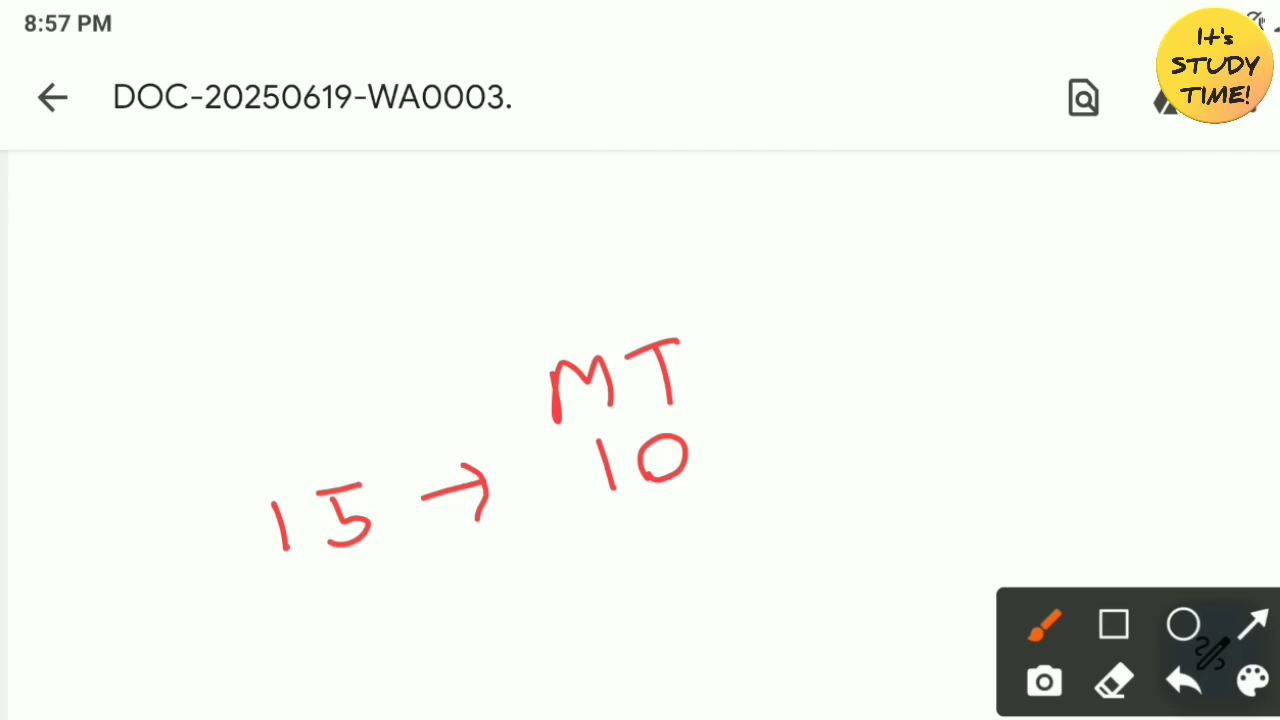 8:57 PM
DOC-20250619-WA0003.
It's
STUDY
TIME!
MT
10
15 →